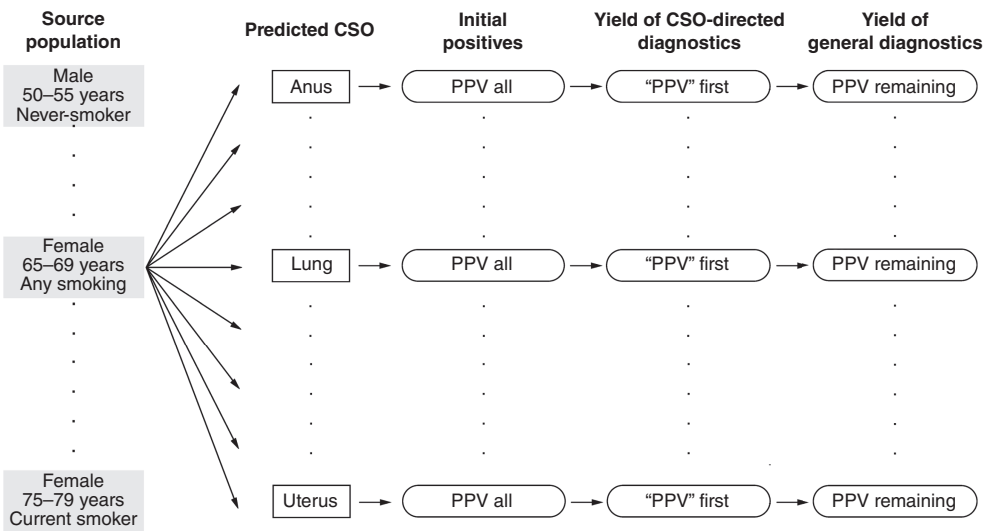 Source
population
Predicted CSO
Initial
positives
Yield of CSO-directed
diagnostics
Yield of
general diagnostics
Male
50–55 years
Never-smoker
Anus
PPV all
“PPV” first
PPV remaining
Female
65–69 years
Any smoking
Lung
PPV all
“PPV” first
PPV remaining
Female
75–79 years
Current smoker
Uterus
PPV all
“PPV” first
PPV remaining